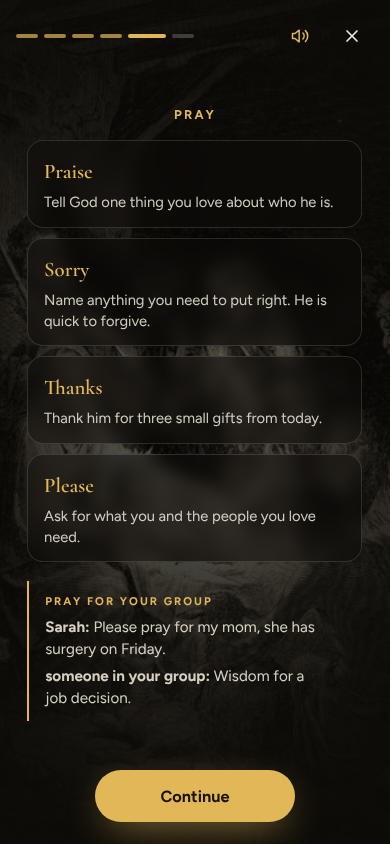 PRAY
Praise
Tell God one thing you love about who he is.
Sorry
Name anything you need to put right. He is
quick to forgive.
Thanks
Thank him for three small gifts from today.
Please
Ask for what you and the people you love
need.
PRAY FOR YOUR GROUP
Sarah: Please pray for my mom, she has
surgery on Friday.
someone in your group: Wisdom for a
job decision.
Continue